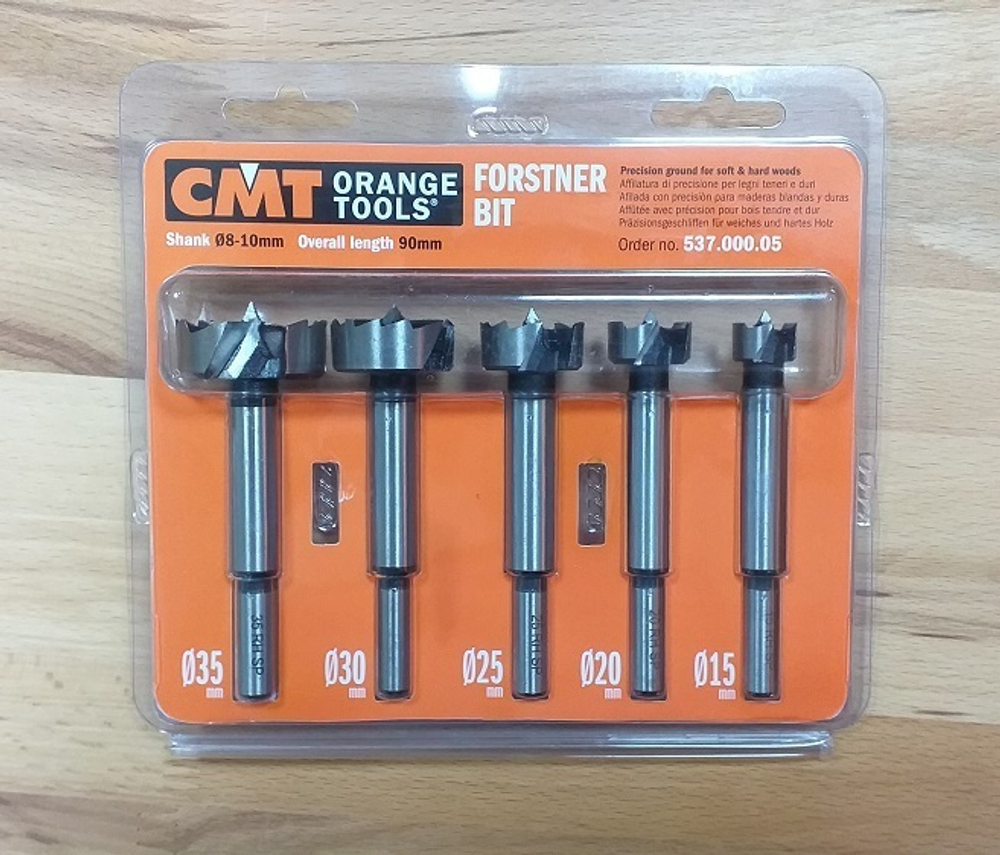 CMT ORANGE TOOLS®
FORSTNER
BIT
Shank Ø8-10mm Overall length 90mm
Precision ground for soft & hard woods
Affilatura di precisione per legni teneri e duri
Afilada con precisiòn para maderas blandas y duras
Affûtée avec précision pour bois tendre et dur
Präzisionsgeschliffen für weiches und hartes Holz
Order no. 537.000.05
Ø35 mm
Ø30 mm
Ø25 mm
Ø20 mm
Ø15 mm